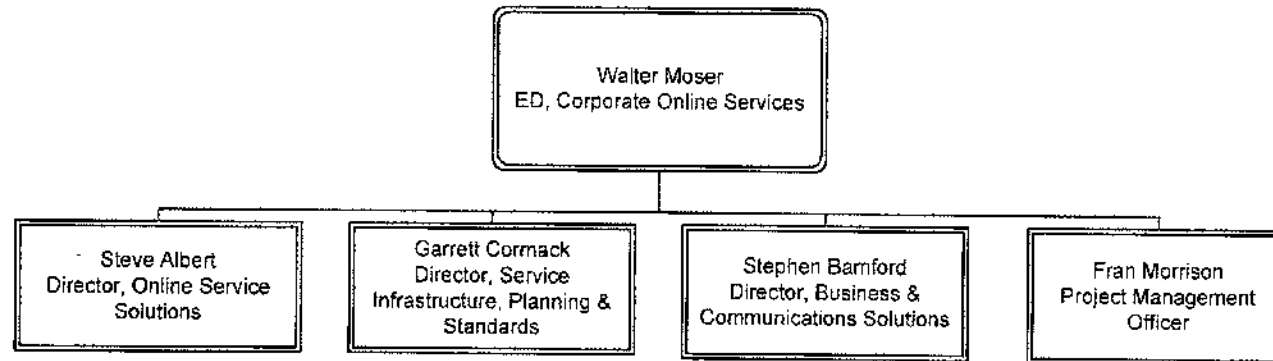 Walter Moser
ED, Corporate Online Services
Steve Albert
Director, Online Service
Solutions
Garrett Cormack
Director, Service
Infrastructure, Planning &
Standards
Stephen Bamford
Director, Business &
Communications Solutions
Fran Morrison
Project Management
Officer